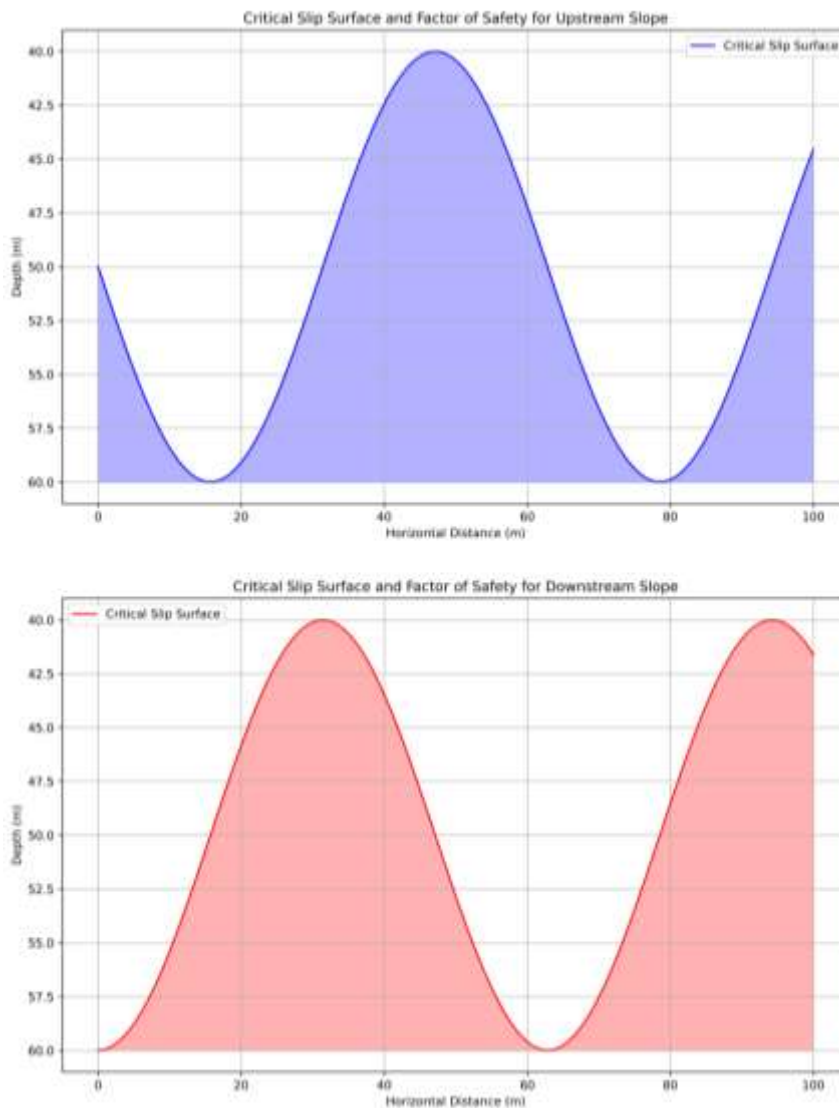 Critical Slip Surface and Factor of Safety for Upstream Slope
Critical Slip Surface
40.0
42.5
45.0
47.5
50.0
52.5
55.0
57.5
60.0
Depth (m)
0 20 40 60 80 100
Horizontal Distance (m)
Critical Slip Surface and Factor of Safety for Downstream Slope
Critical Slip Surface
40.0
42.5
45.0
47.5
50.0
52.5
55.0
57.5
60.0
Depth (m)
0 20 40 60 80 100
Horizontal Distance (m)